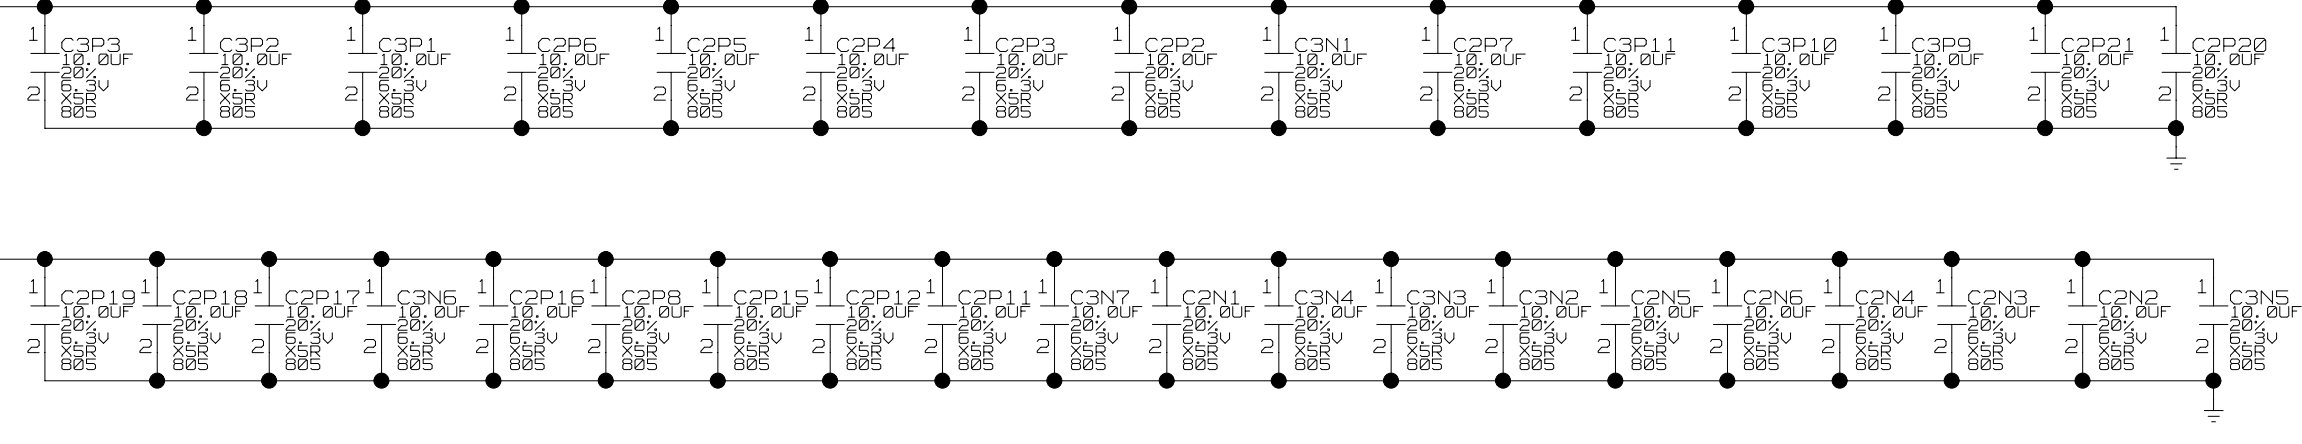 1 1 1 1 1 1 1 1 1 1 1 1 1 1 1
C3P3 C3P2 C3P1 C2P6 C2P5 C2P4 C2P3 C2P2 C3N1 C2P7 C3P11 C3P10 C3P9 C2P21 C2P20
10.0UF 10.0UF 10.0UF 10.0UF 10.0UF 10.0UF 10.0UF 10.0UF 10.0UF 10.0UF 10.0UF 10.0UF 10.0UF 10.0UF 10.0UF
20% 20% 20% 20% 20% 20% 20% 20% 20% 20% 20% 20% 20% 20% 20%
6.3V 6.3V 6.3V 6.3V 6.3V 6.3V 6.3V 6.3V 6.3V 6.3V 6.3V 6.3V 6.3V 6.3V 6.3V
2 X5R 2 X5R 2 X5R 2 X5R 2 X5R 2 X5R 2 X5R 2 X5R 2 X5R 2 X5R 2 X5R 2 X5R 2 X5R 2 X5R 2 X5R
805 805 805 805 805 805 805 805 805 805 805 805 805 805 805
1 1 1 1 1 1 1 1 1 1 1 1 1 1 1 1 1 1 1 1
C2P19 C2P18 C2P17 C3N6 C2P16 C2P8 C2P15 C2P12 C2P11 C3N7 C2N1 C3N4 C3N3 C3N2 C2N5 C2N6 C2N4 C2N3 C2N2 C3N5
10.0UF 10.0UF 10.0UF 10.0UF 10.0UF 10.0UF 10.0UF 10.0UF 10.0UF 10.0UF 10.0UF 10.0UF 10.0UF 10.0UF 10.0UF 10.0UF 10.0UF 10.0UF 10.0UF 10.0UF
20% 20% 20% 20% 20% 20% 20% 20% 20% 20% 20% 20% 20% 20% 20% 20% 20% 20% 20% 20%
6.3V 6.3V 6.3V 6.3V 6.3V 6.3V 6.3V 6.3V 6.3V 6.3V 6.3V 6.3V 6.3V 6.3V 6.3V 6.3V 6.3V 6.3V 6.3V 6.3V
2 X5R 2 X5R 2 X5R 2 X5R 2 X5R 2 X5R 2 X5R 2 X5R 2 X5R 2 X5R 2 X5R 2 X5R 2 X5R 2 X5R 2 X5R 2 X5R 2 X5R 2 X5R 2 X5R 2 X5R
805 805 805 805 805 805 805 805 805 805 805 805 805 805 805 805 805 805 805 805